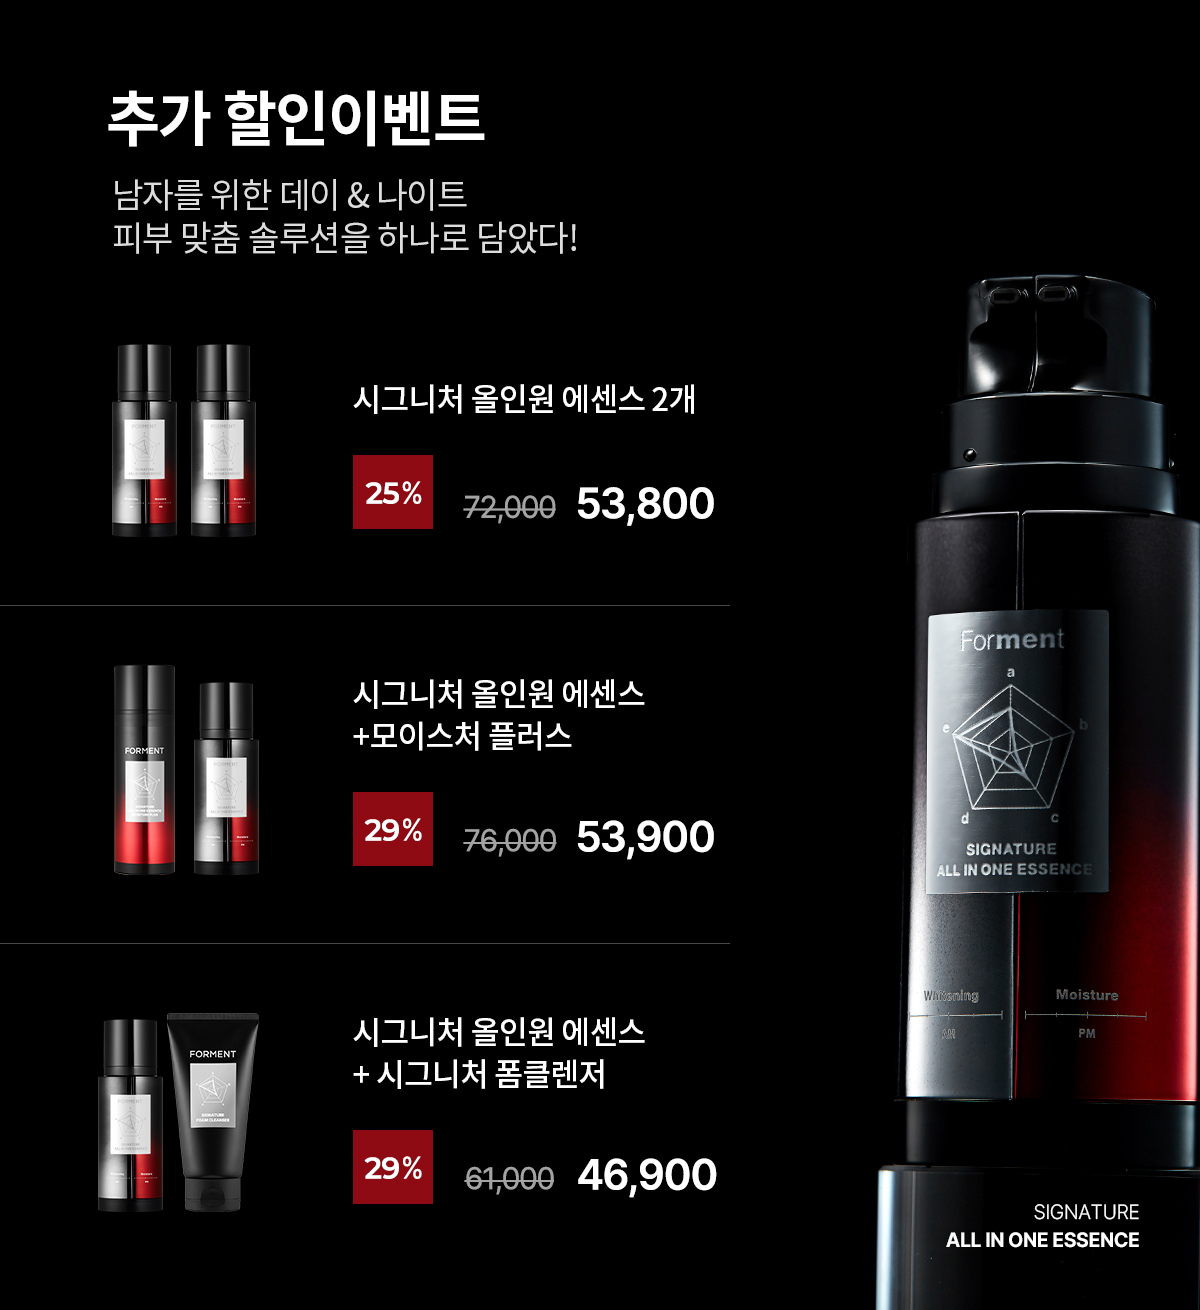 추가 할인이벤트
남자를 위한 데이 & 나이트
피부 맞춤 솔루션을 하나로 담았다!
시그니처 올인원 에센스 2개
25%
72,000 53,800
FORMENT
시그니처 올인원 에센스
+모이스처 플러스
29%
76,000 53,900
FORMENT
SIGNATURE
FOAM CLEANSER
시그니처 올인원 에센스
+ 시그니처 폼클렌저
29%
61,000 46,900
Forment
a
b
c
d
e
SIGNATURE
ALL IN ONE ESSENCE
Whitening
AM
Moisture
PM
SIGNATURE
ALL IN ONE ESSENCE